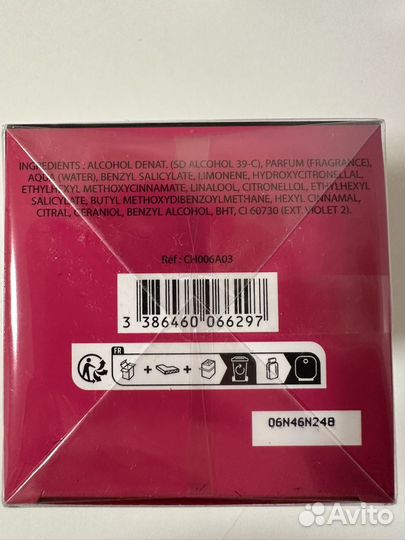 INGREDIENTS : ALCOHOL DENAT. (SD ALCOHOL 39-C), PARFUM (FRAGRANCE),
AQUA (WATER), BENZYL SALICYLATE, LIMONENE, HYDROXYCITRONELLAL,
ETHYLHEXYL METHOXYCINNAMATE, LINALOOL, CITRONELLOL, ETHYLHEXYL
SALICYLATE, BUTYL METHOXYDIBENZOYLMETHANE, HEXYL CINNAMAL,
CITRAL, GERANIOL, BENZYL ALCOHOL, BHT, CI 60730 (EXT. VIOLET 2).
Réf : CH006A03
3 386460 066297
FR
+ +
06N46N248
Avito